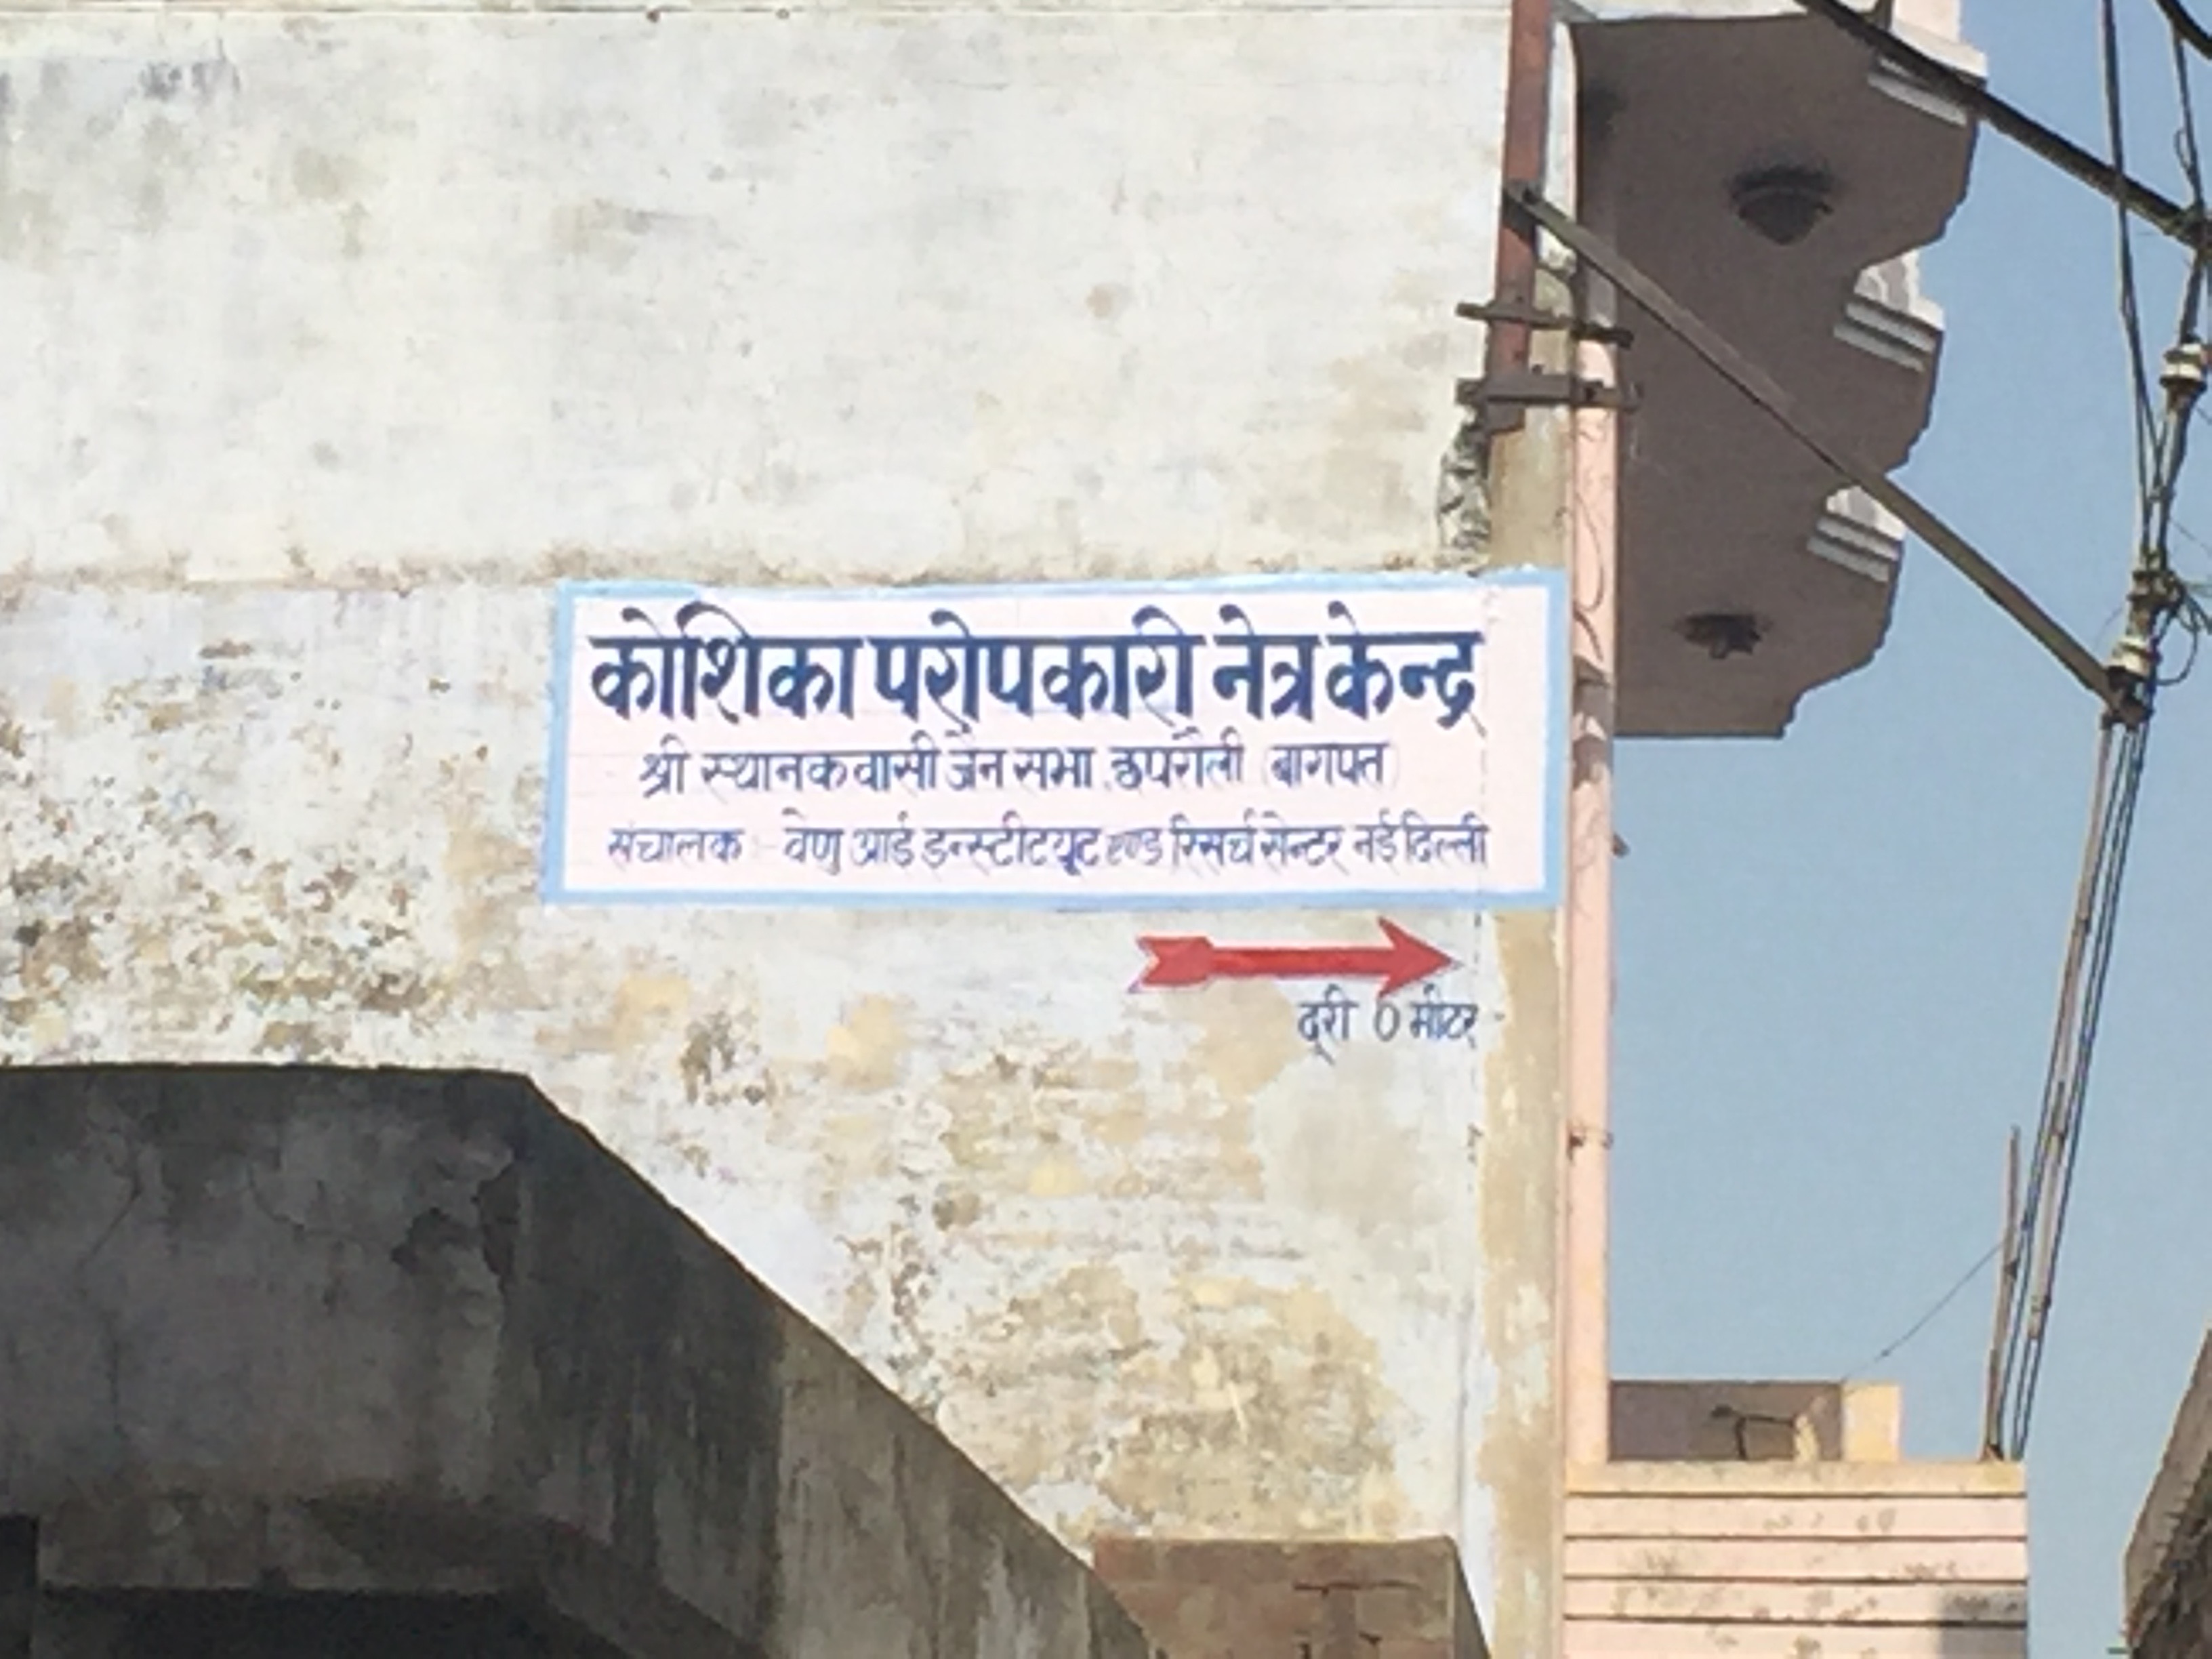 कोशिका परोपकारी नेत्र केन्द्र
श्री स्थानकवासी जैन सभा, छपरौली (बागपत)
संचालक :- वेणु आई इन्स्टीटयूट एण्ड रिसर्च सेन्टर नई दिल्ली
दूरी 0 मीटर